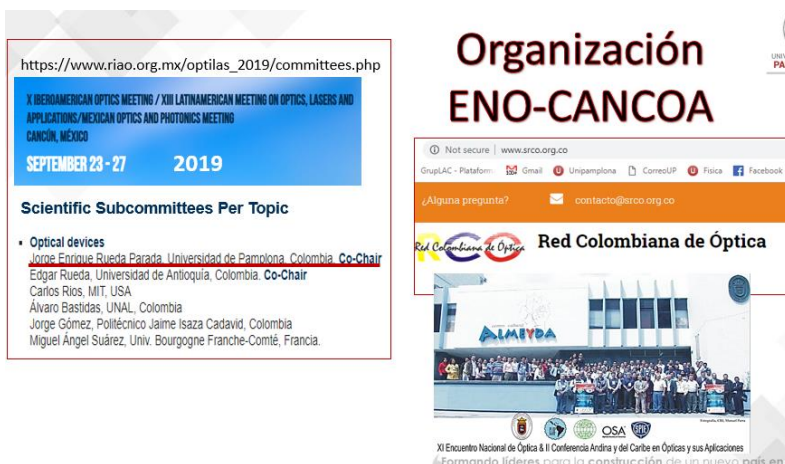 https://www.riao.org.mx/optilas_2019/committees.php
X IBEROAMERICAN OPTICS MEETING / XIII LATINAMERICAN MEETING ON OPTICS, LASERS AND
APPLICATIONS/MEXICAN OPTICS AND PHOTONICS MEETING
CANCÚN, MÉXICO
SEPTEMBER 23 - 27 2019
Scientific Subcommittees Per Topic
Optical devices
Jorge Enrique Rueda Parada, Universidad de Pamplona, Colombia. Co-Chair
Edgar Rueda, Universidad de Antioquía, Colombia. Co-Chair
Carlos Rios, MIT, USA
Álvaro Bastidas, UNAL, Colombia
Jorge Gómez, Politécnico Jaime Isaza Cadavid, Colombia
Miguel Ángel Suárez, Univ. Bourgogne Franche-Comté, Francia.
Organización
ENO-CANCOA
Not secure | www.srco.org.co
GrupLAC - Plataform Gmail Unipamplona CorreoUP Fisica Facebook
¿Alguna pregunta? contacto@srco.org.co
Red Colombiana de Óptica
Red Colombiana de Óptica
ALMEYDA
OSA SPIE
XI Encuentro Nacional de Óptica & II Conferencia Andina y del Caribe en Ópticas y sus Aplicaciones
Formando líderes para la construcción de un nuevo país en